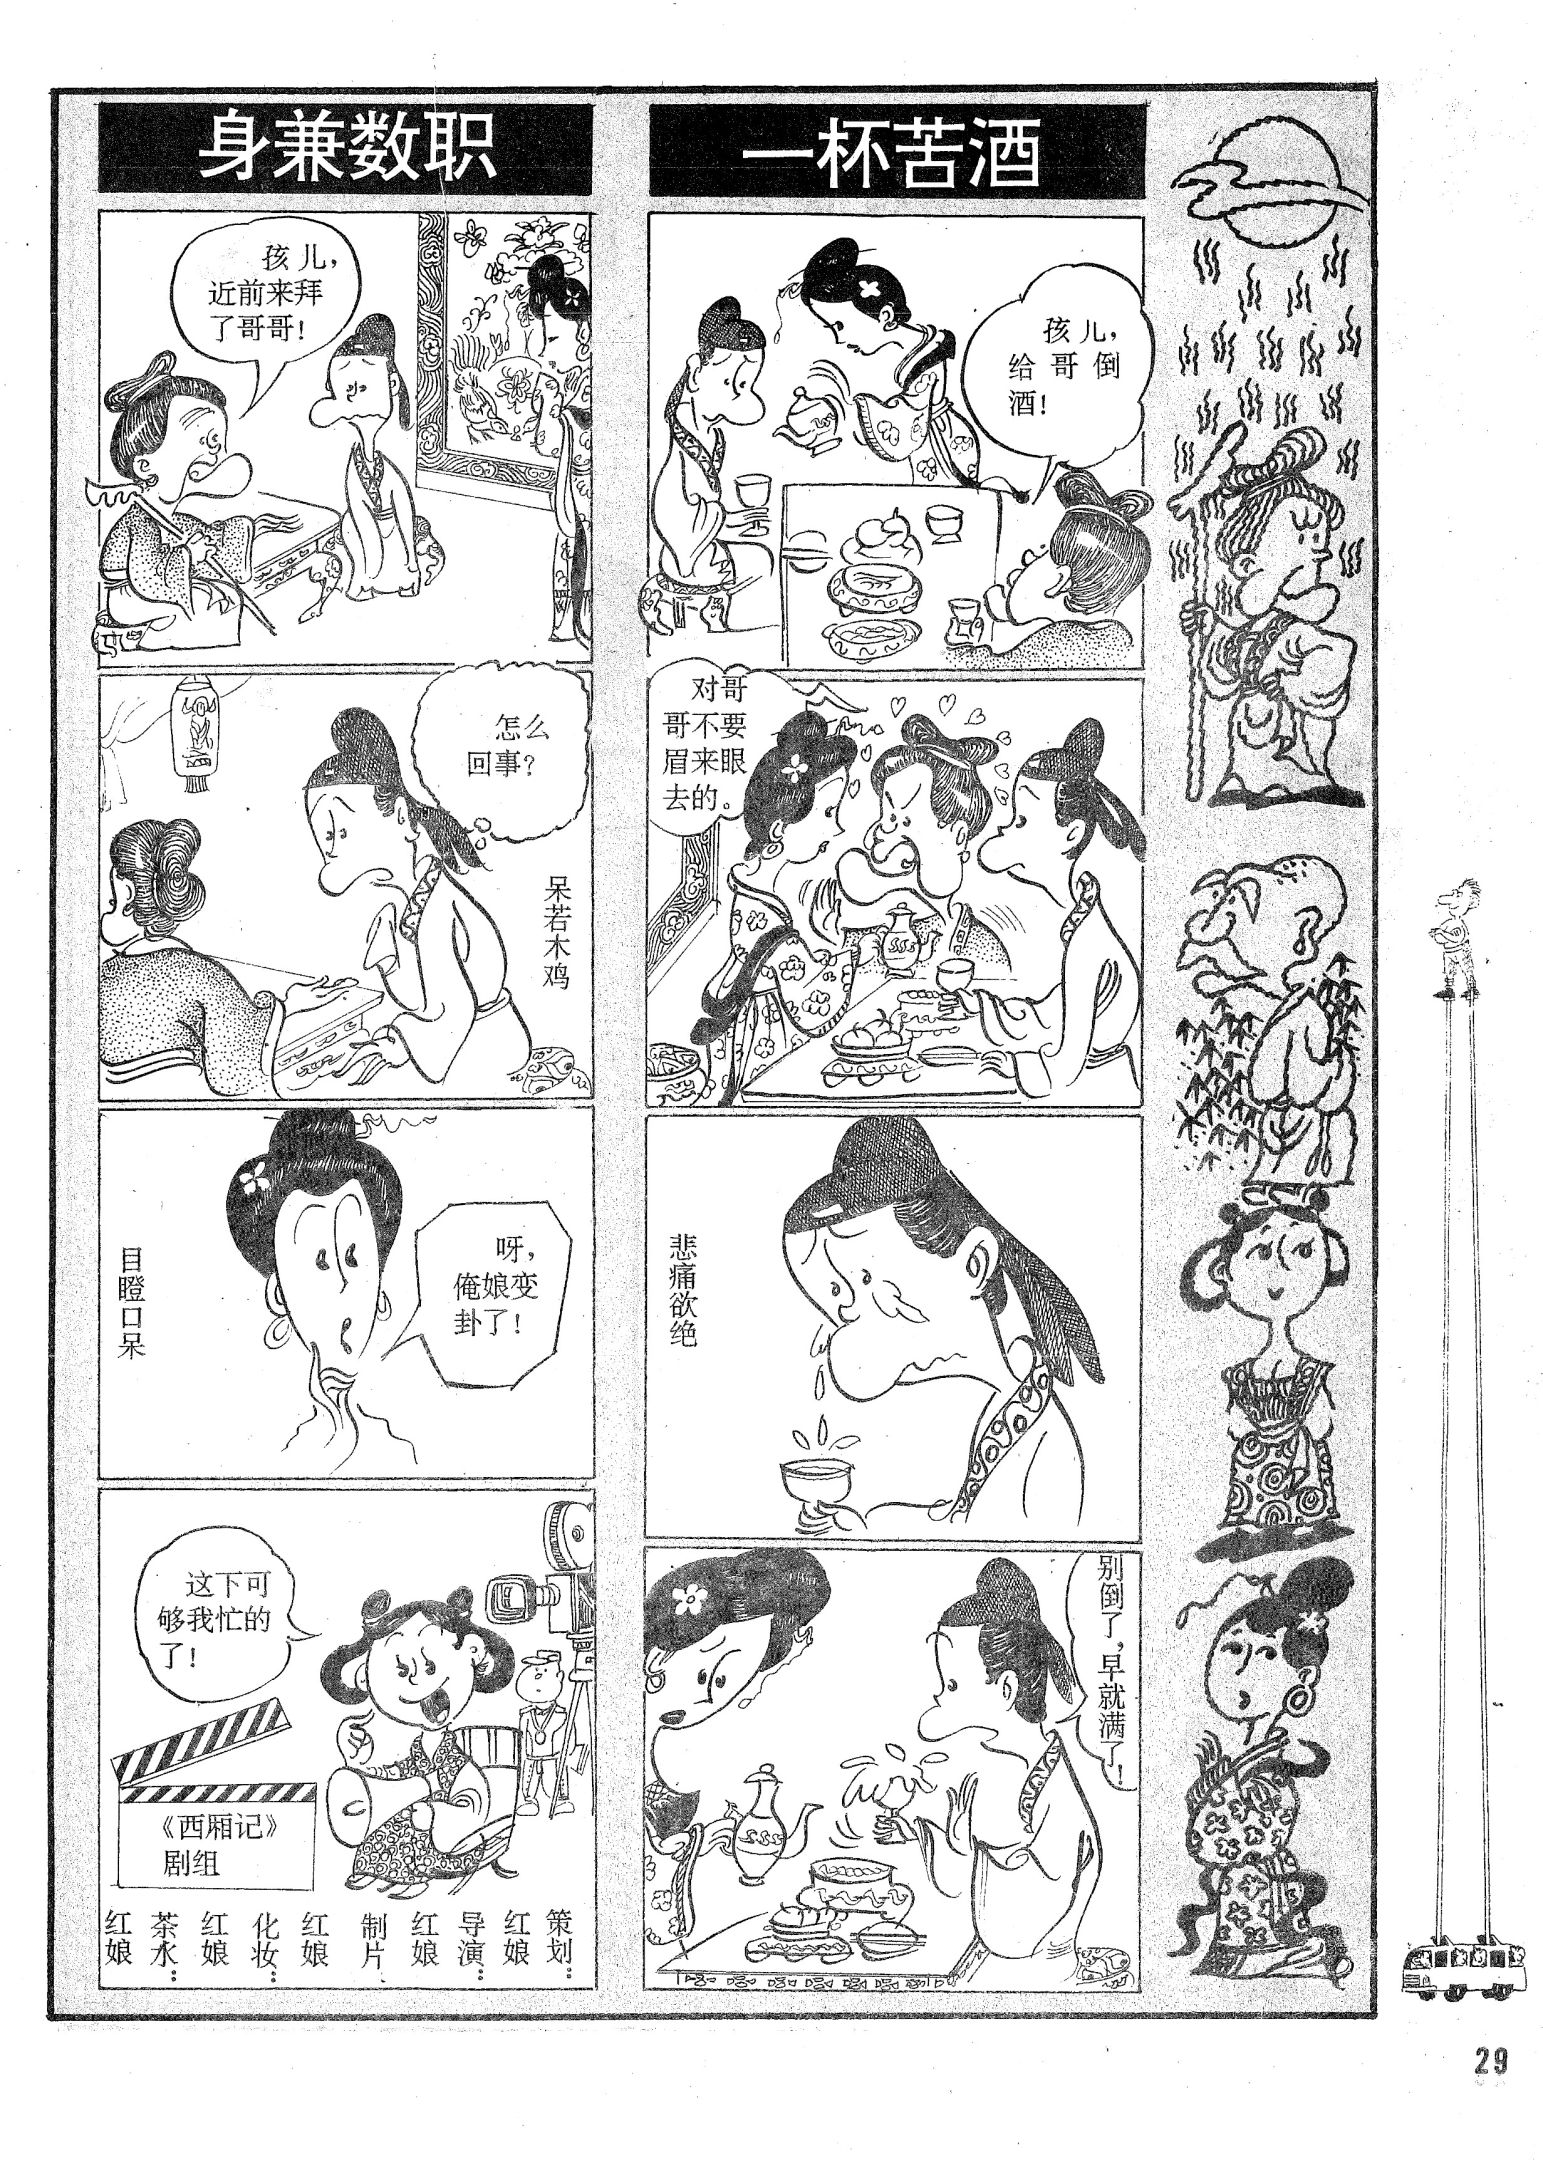 身兼数职
孩儿，
近前来拜
了哥哥！
怎么
回事？
呆若木鸡
目瞪口呆
呀，
俺娘变
卦了！
这下可
够我忙的
了！
《西厢记》
剧组
策划：
红娘
导演：
红娘
制片
红娘
化妆：
红娘
茶水：
红娘
一杯苦酒
孩儿，
给哥倒
酒！
对哥
哥不要
眉来眼
去的。
悲痛欲绝
别倒了，早就满了！
29